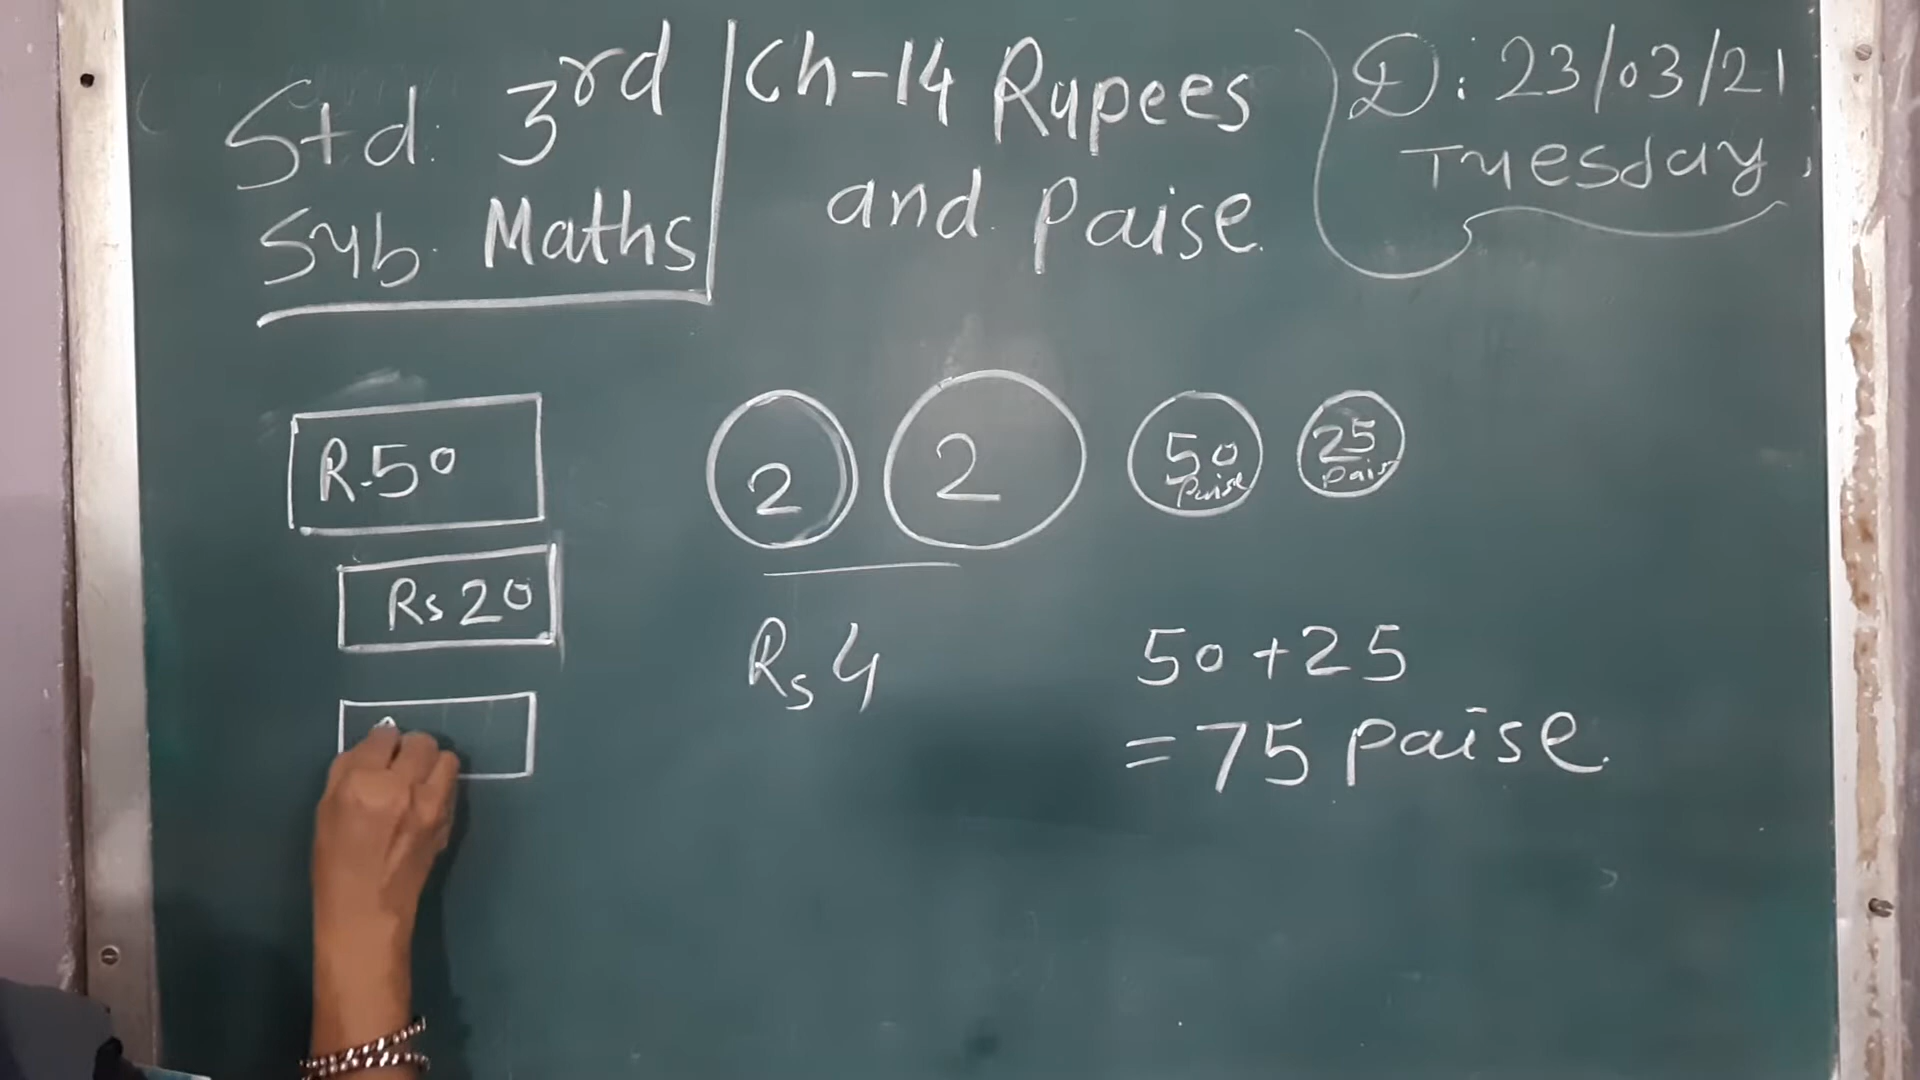 Std: 3rd
Sub. Maths
Ch-14 Rupees
and Paise.
D: 23/03/21
Tuesday,
R.50
Rs 20
2
2
50
Paise
25
Pais
Rs 4
50+25
=75 Paise.